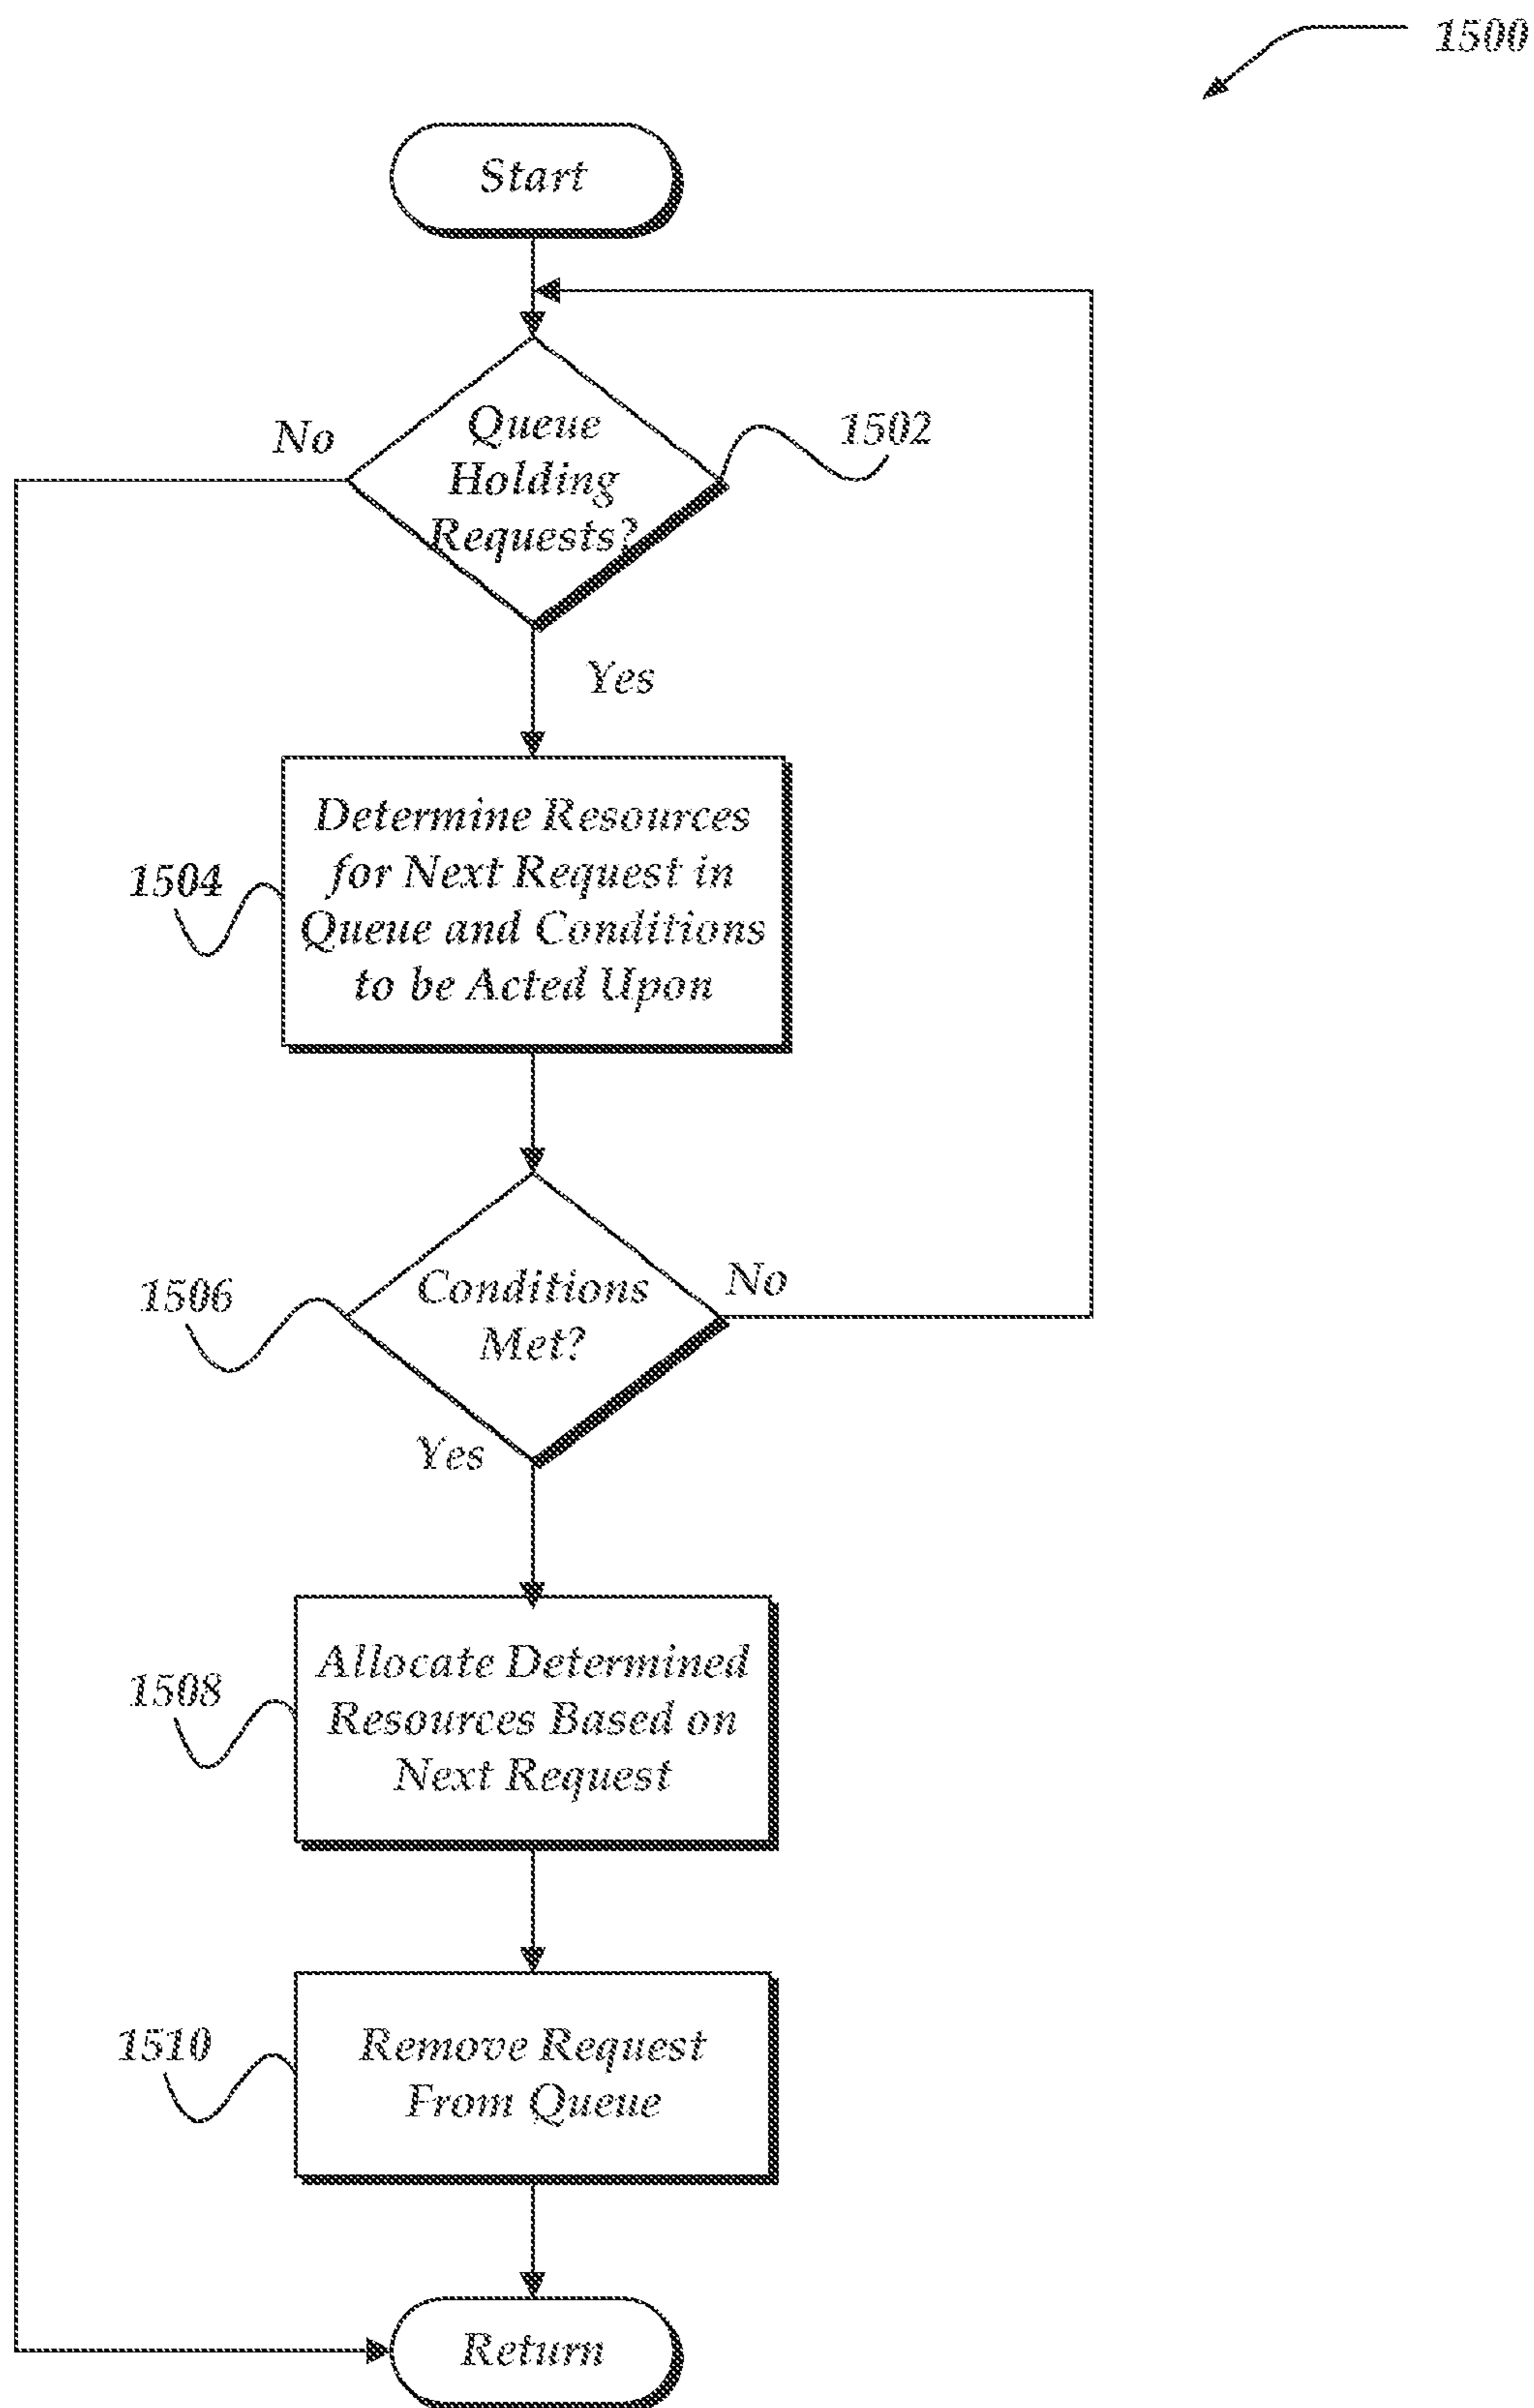 1500
Start
No
Queue
Holding
Requests?
1502
Yes
Determine Resources
for Next Request in
Queue and Conditions
to be Acted Upon
1504
Conditions
Met?
No
1506
Yes
Allocate Determined
Resources Based on
Next Request
1508
Remove Request
From Queue
1510
Return